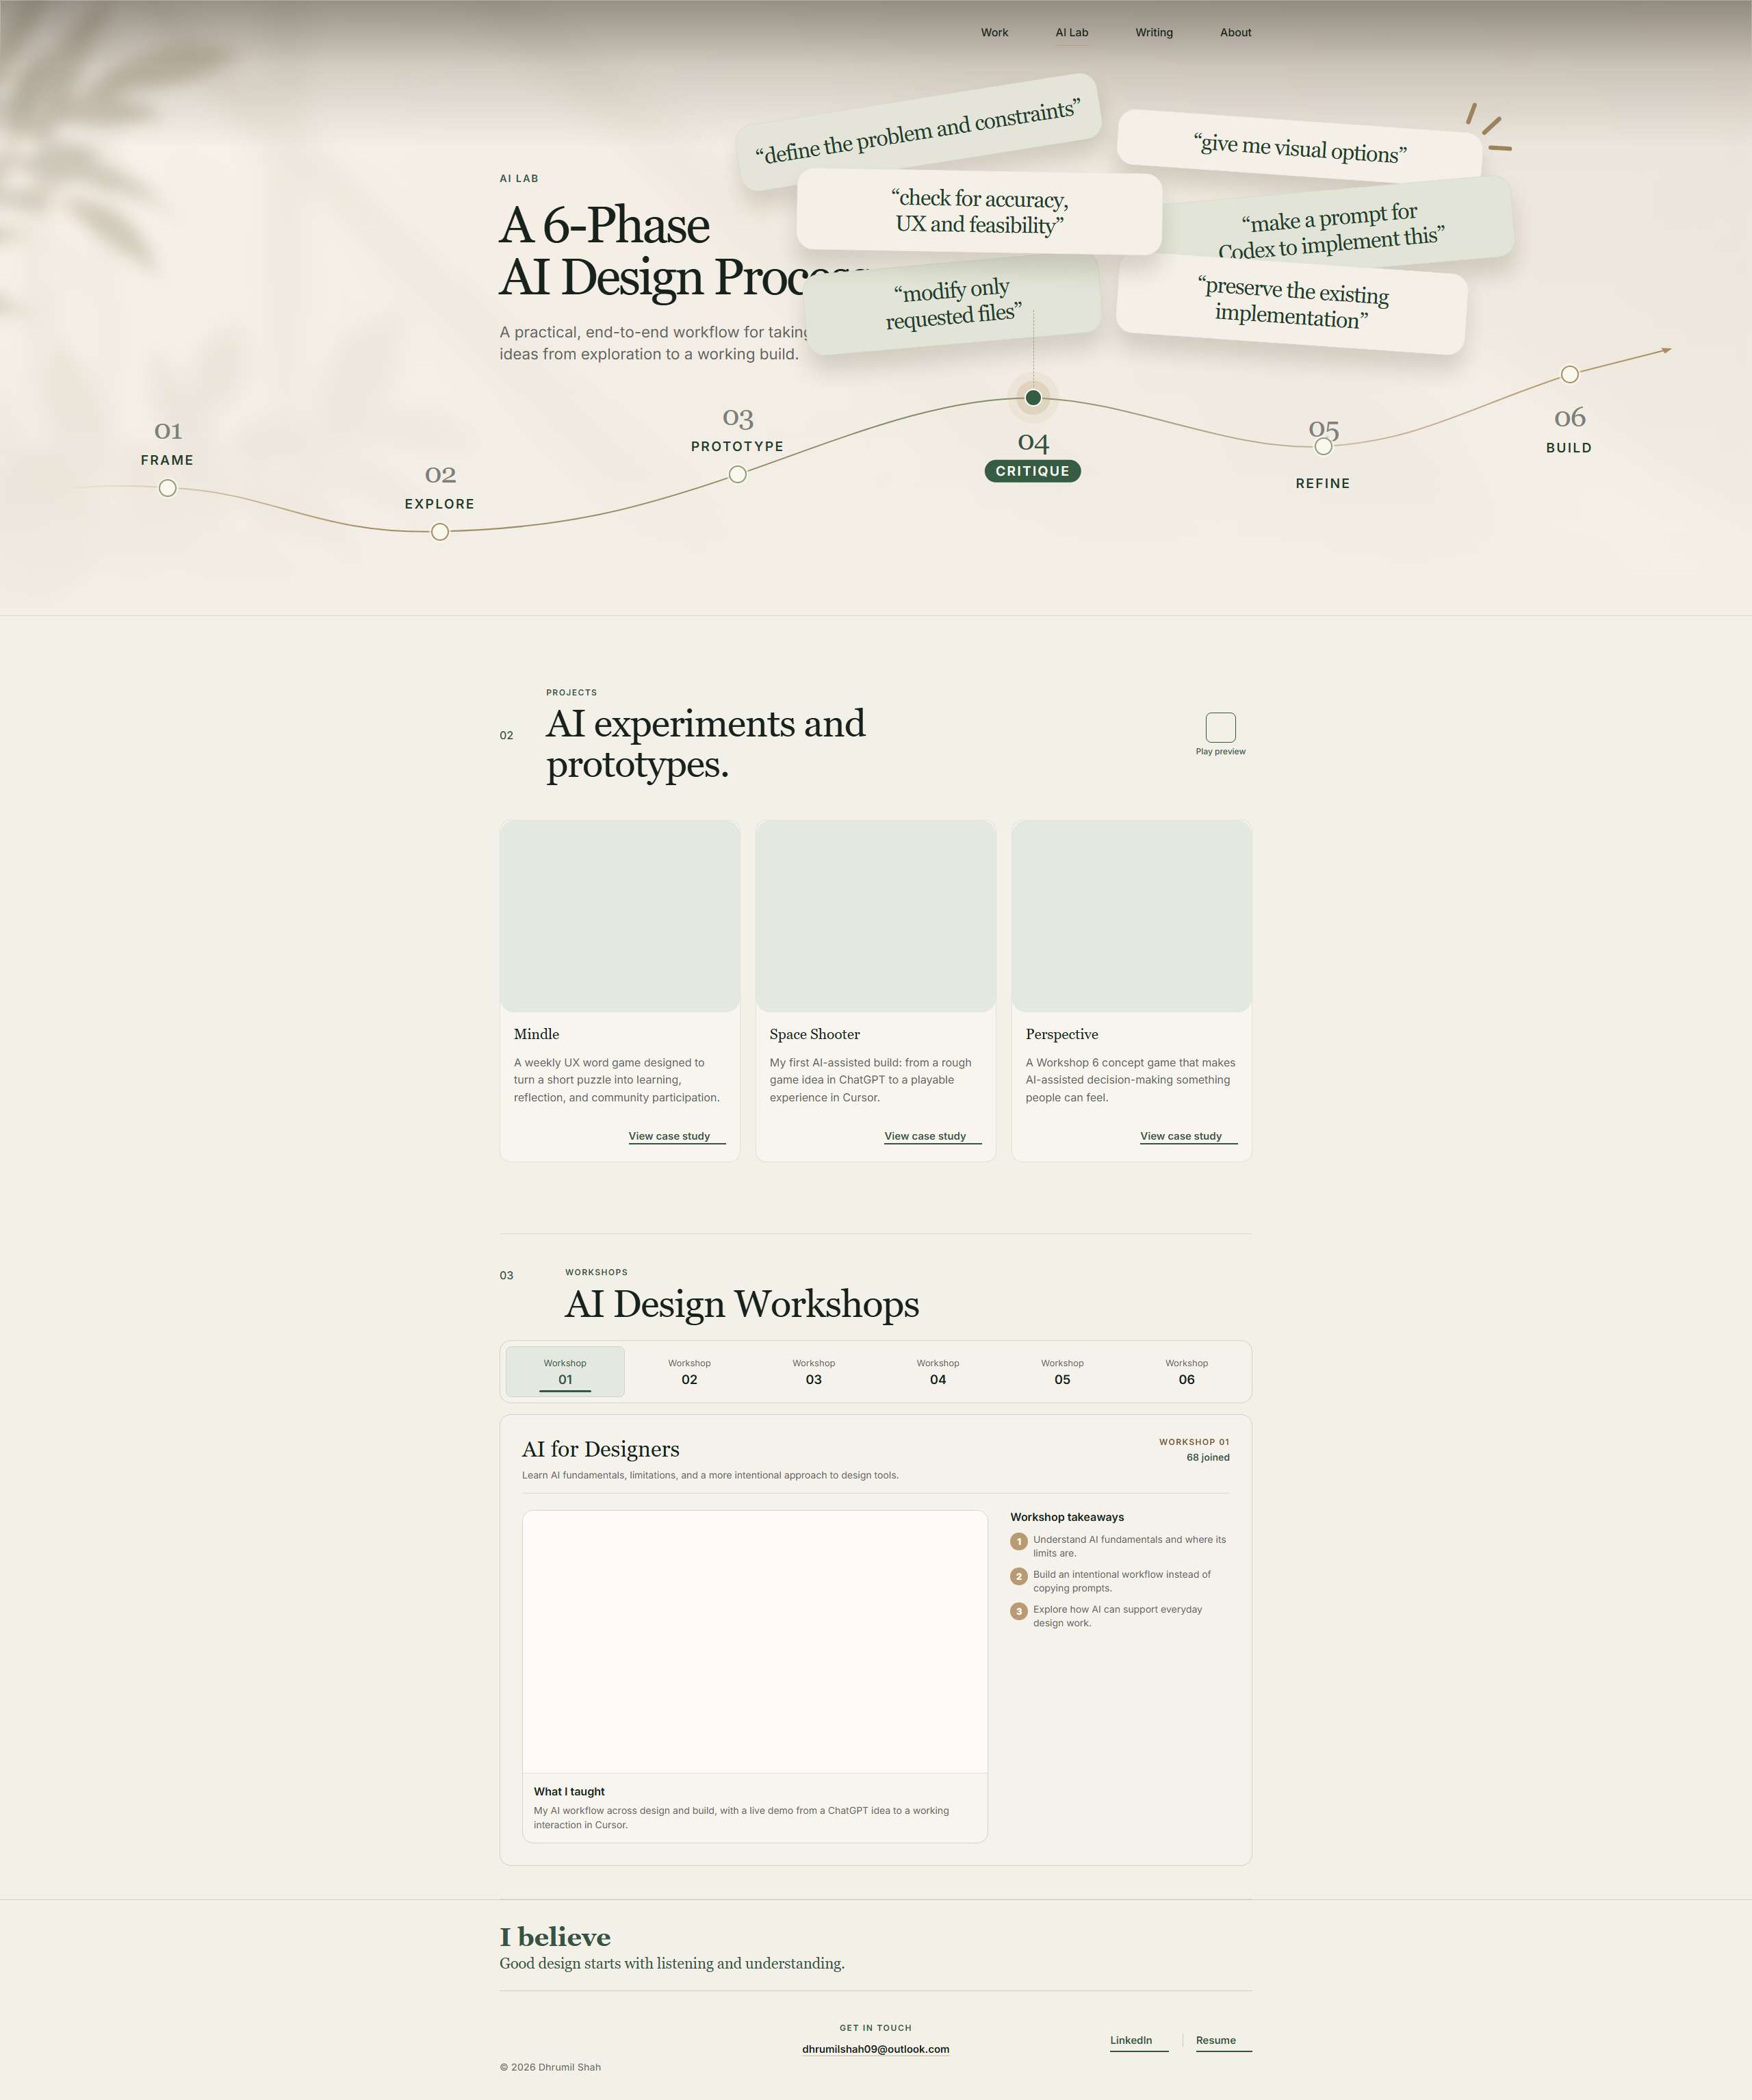 Work
AI Lab
Writing
About
“define the problem and constraints”
“give me visual options”
“check for accuracy,
UX and feasibility”
“make a prompt for
Codex to implement this”
“modify only
requested files”
“preserve the existing
implementation”
AI LAB
A 6-Phase
AI Design Process
A practical, end-to-end workflow for taking
ideas from exploration to a working build.
01
FRAME
02
EXPLORE
03
PROTOTYPE
04
CRITIQUE
05
REFINE
06
BUILD
PROJECTS
02
AI experiments and
prototypes.
Play preview
Mindle
A weekly UX word game designed to
turn a short puzzle into learning,
reflection, and community participation.
View case study
Space Shooter
My first AI-assisted build: from a rough
game idea in ChatGPT to a playable
experience in Cursor.
View case study
Perspective
A Workshop 6 concept game that makes
AI-assisted decision-making something
people can feel.
View case study
03
WORKSHOPS
AI Design Workshops
Workshop
01
Workshop
02
Workshop
03
Workshop
04
Workshop
05
Workshop
06
AI for Designers
WORKSHOP 01
68 joined
Learn AI fundamentals, limitations, and a more intentional approach to design tools.
Workshop takeaways
1 Understand AI fundamentals and where its
limits are.
2 Build an intentional workflow instead of
copying prompts.
3 Explore how AI can support everyday
design work.
What I taught
My AI workflow across design and build, with a live demo from a ChatGPT idea to a working
interaction in Cursor.
I believe
Good design starts with listening and understanding.
GET IN TOUCH
dhrumilshah09@outlook.com
LinkedIn
Resume
© 2026 Dhrumil Shah